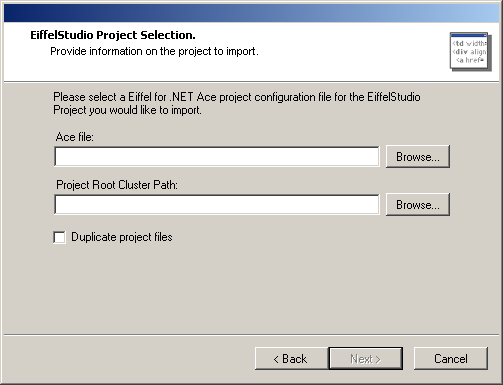 EiffelStudio Project Selection.
Provide information on the project to import.
<td width=
<div align
<a href=
Please select a Eiffel for .NET Ace project configuration file for the EiffelStudio
Project you would like to import.
Ace file:
Browse...
Project Root Cluster Path:
Browse...
Duplicate project files
< Back
Next >
Cancel